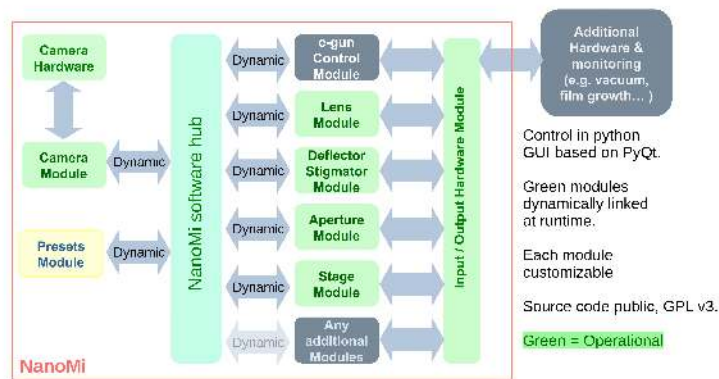 Camera
Hardware
Camera
Module
Presets
Module
Dynamic
Dynamic
NanoMi software hub
Dynamic
Dynamic
Dynamic
Dynamic
Dynamic
Dynamic
e-gun
Control
Module
Lens
Module
Deflector
Stigmator
Module
Aperture
Module
Stage
Module
Any
additional
Modules
Input / Output Hardware Module
NanoMi
Additional
Hardware &
monitoring
(e.g. vacuum,
film growth... )
Control in python
GUI based on PyQt.
Green modules
dynamically linked
at runtime.
Each module
customizable
Source code public, GPL v3.
Green = Operational